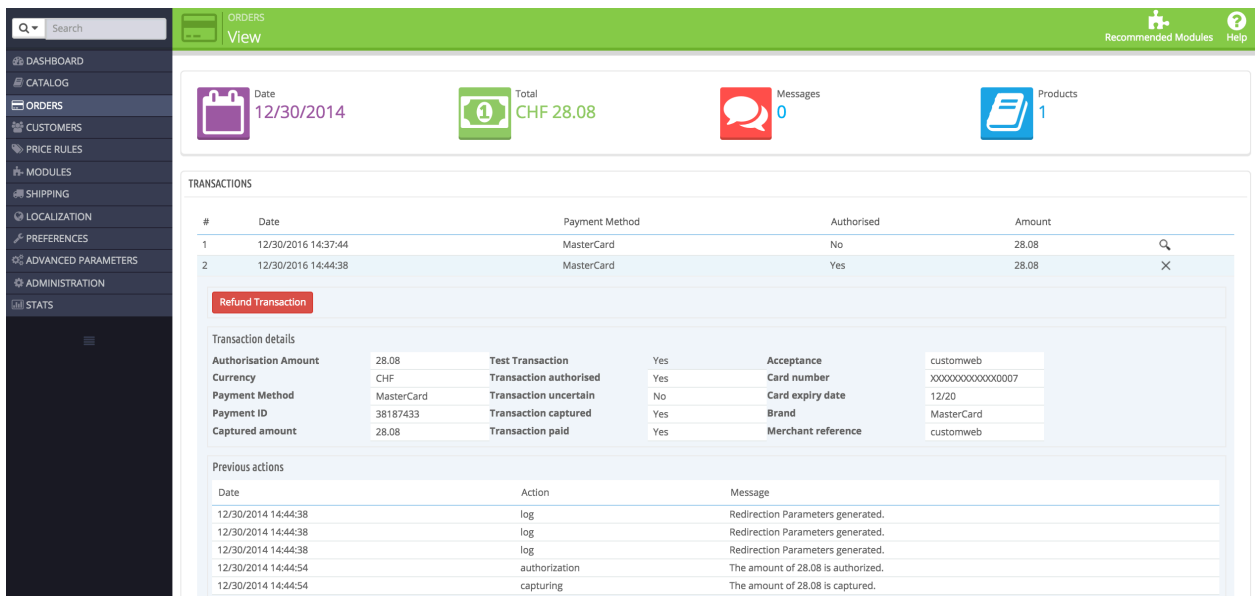 Search
ORDERS
View
Recommended Modules
Help
DASHBOARD
CATALOG
ORDERS
CUSTOMERS
PRICE RULES
MODULES
SHIPPING
LOCALIZATION
PREFERENCES
ADVANCED PARAMETERS
ADMINISTRATION
STATS
Date
12/30/2014
Total
CHF 28.08
Messages
0
Products
1
TRANSACTIONS
# Date Payment Method Authorised Amount
1 12/30/2016 14:37:44 MasterCard No 28.08
2 12/30/2016 14:44:38 MasterCard Yes 28.08
Refund Transaction
Transaction details
Authorisation Amount 28.08 Test Transaction Yes Acceptance customweb
Currency CHF Transaction authorised Yes Card number XXXXXXXXXXXX0007
Payment Method MasterCard Transaction uncertain No Card expiry date 12/20
Payment ID 38187433 Transaction captured Yes Brand MasterCard
Captured amount 28.08 Transaction paid Yes Merchant reference customweb
Previous actions
Date Action Message
12/30/2014 14:44:38 log Redirection Parameters generated.
12/30/2014 14:44:38 log Redirection Parameters generated.
12/30/2014 14:44:38 log Redirection Parameters generated.
12/30/2014 14:44:54 authorization The amount of 28.08 is authorized.
12/30/2014 14:44:54 capturing The amount of 28.08 is captured.